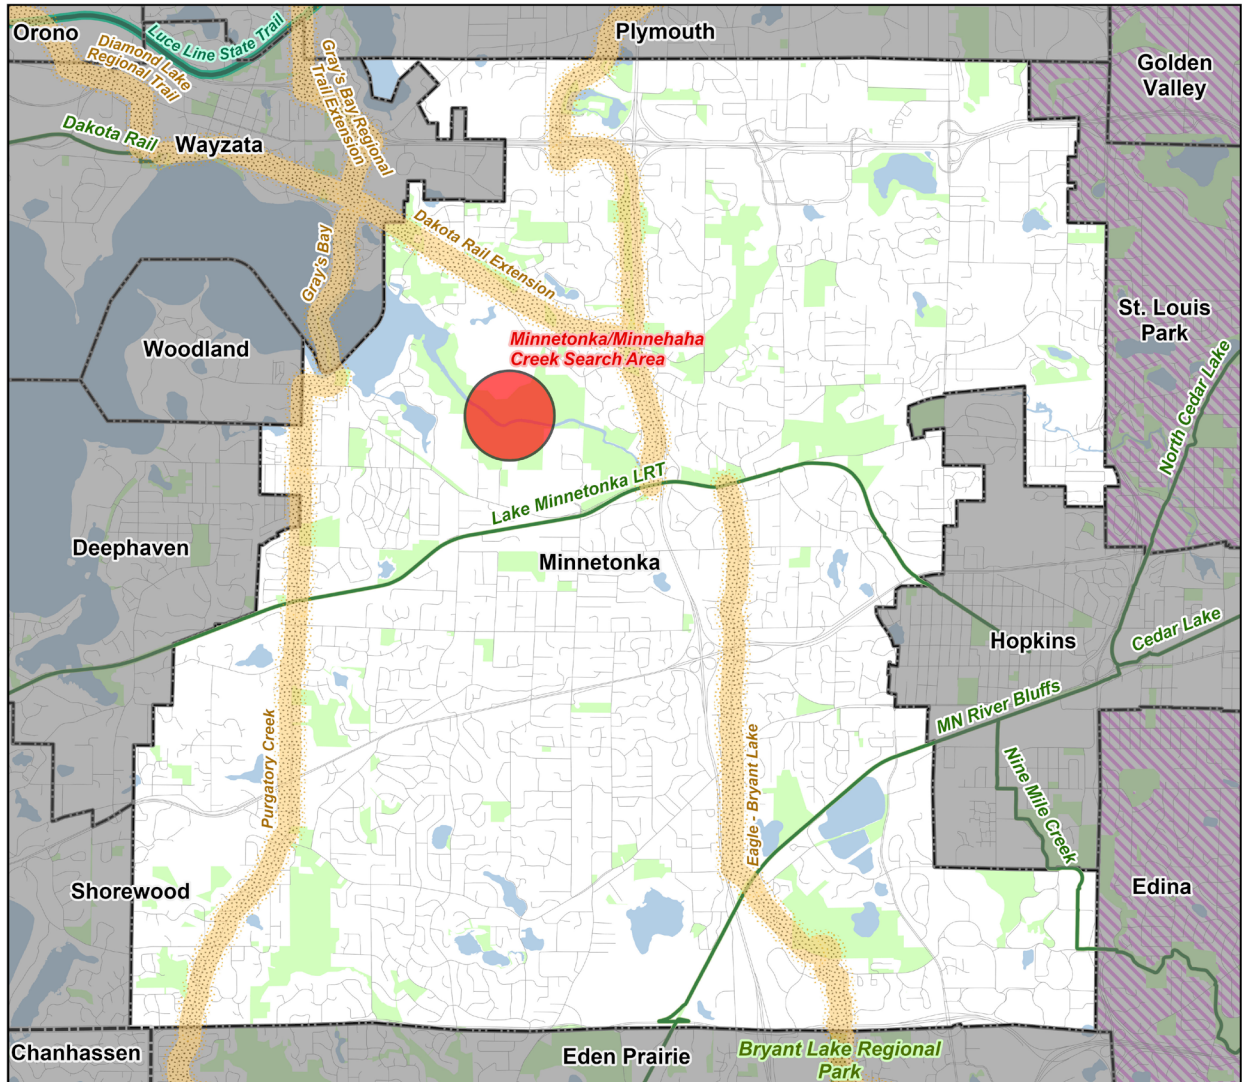 Orono
Luce Line State Trail
Plymouth
Golden
Valley
Diamond Lake
Regional Trail
Gray's Bay Regional
Trail Extension
Dakota Rail
Wayzata
Dakota Rail Extension
Gray's Bay
St. Louis
Park
Woodland
Minnetonka/Minnehaha
Creek Search Area
North Cedar Lake
Lake Minnetonka LRT
Deephaven
Minnetonka
Hopkins
Cedar Lake
MN River Bluffs
Purgatory Creek
Eagle - Bryant Lake
Nine Mile Creek
Shorewood
Edina
Chanhassen
Eden Prairie
Bryant Lake Regional
Park